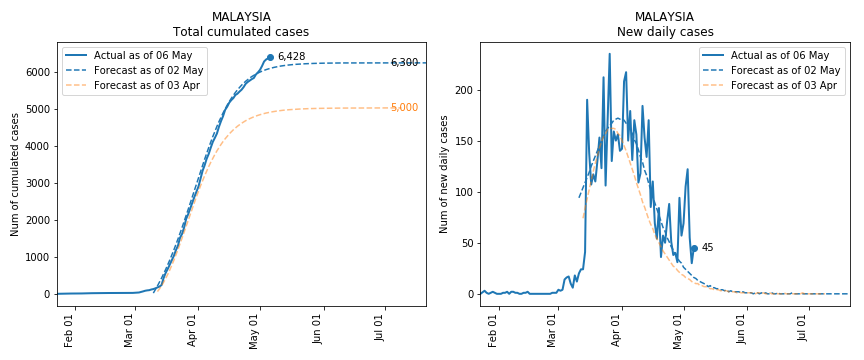 MALAYSIA
Total cumulated cases
Actual as of 06 May
Forecast as of 02 May
Forecast as of 03 Apr
6,428
6,300
5,000
Num of cumulated cases
6000
5000
4000
3000
2000
1000
0
Feb 01
Mar 01
Apr 01
May 01
Jun 01
Jul 01
MALAYSIA
New daily cases
Actual as of 06 May
Forecast as of 02 May
Forecast as of 03 Apr
45
Num of new daily cases
200
150
100
50
0
Feb 01
Mar 01
Apr 01
May 01
Jun 01
Jul 01